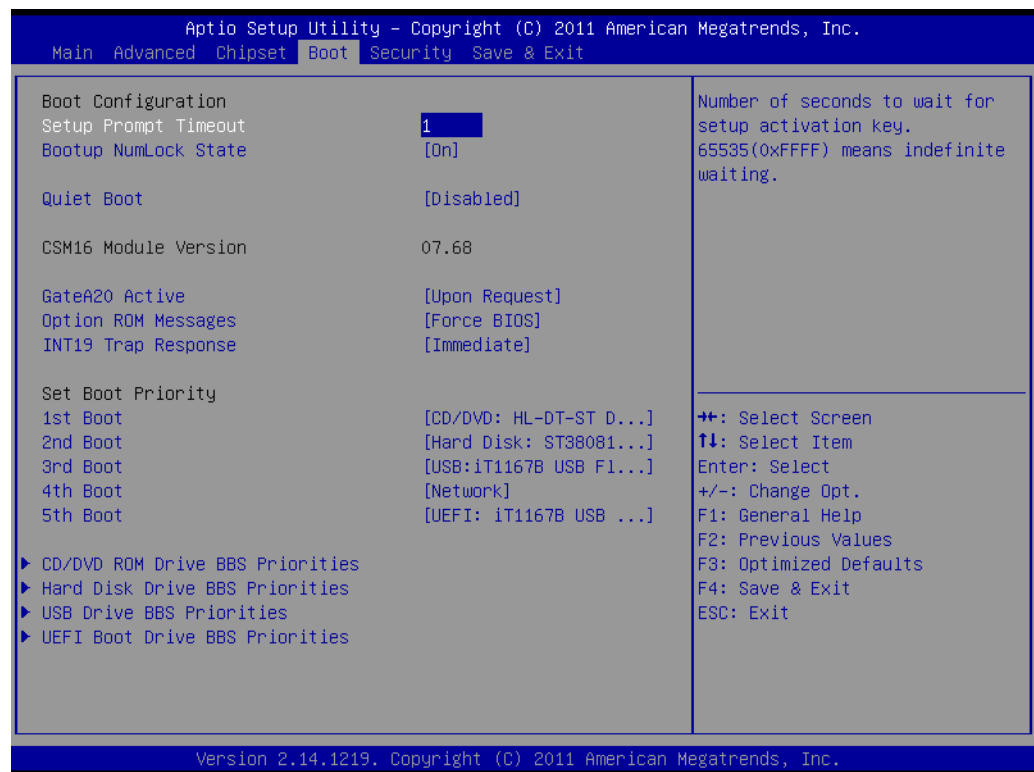 Aptio Setup Utility – Copyright (C) 2011 American Megatrends, Inc.
Main Advanced Chipset Boot Security Save & Exit
Boot Configuration
Setup Prompt Timeout 1
Bootup NumLock State [On]
Quiet Boot [Disabled]
CSM16 Module Version 07.68
GateA20 Active [Upon Request]
Option ROM Messages [Force BIOS]
INT19 Trap Response [Immediate]
Set Boot Priority
1st Boot [CD/DVD: HL-DT-ST D...]
2nd Boot [Hard Disk: ST38081...]
3rd Boot [USB:iT1167B USB Fl...]
4th Boot [Network]
5th Boot [UEFI: iT1167B USB ...]
CD/DVD ROM Drive BBS Priorities
Hard Disk Drive BBS Priorities
USB Drive BBS Priorities
UEFI Boot Drive BBS Priorities
Number of seconds to wait for
setup activation key.
65535(0xFFFF) means indefinite
waiting.
→←: Select Screen
↑↓: Select Item
Enter: Select
+/-: Change Opt.
F1: General Help
F2: Previous Values
F3: Optimized Defaults
F4: Save & Exit
ESC: Exit
Version 2.14.1219. Copyright (C) 2011 American Megatrends, Inc.